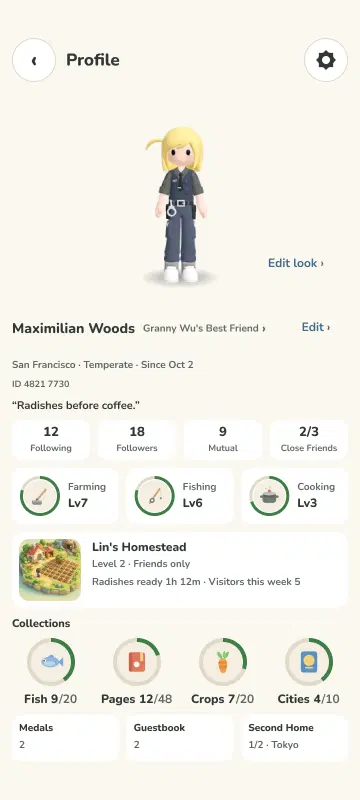 Profile
Edit look ›
Maximilian Woods Granny Wu's Best Friend › Edit ›
San Francisco · Temperate · Since Oct 2
ID 4821 7730
“Radishes before coffee.”
12 18 9 2/3
Following Followers Mutual Close Friends
Farming Fishing Cooking
Lv7 Lv6 Lv3
Lin's Homestead
Level 2 · Friends only
Radishes ready 1h 12m · Visitors this week 5
Collections
Fish 9/20 Pages 12/48 Crops 7/20 Cities 4/10
Medals Guestbook Second Home
2 2 1/2 · Tokyo